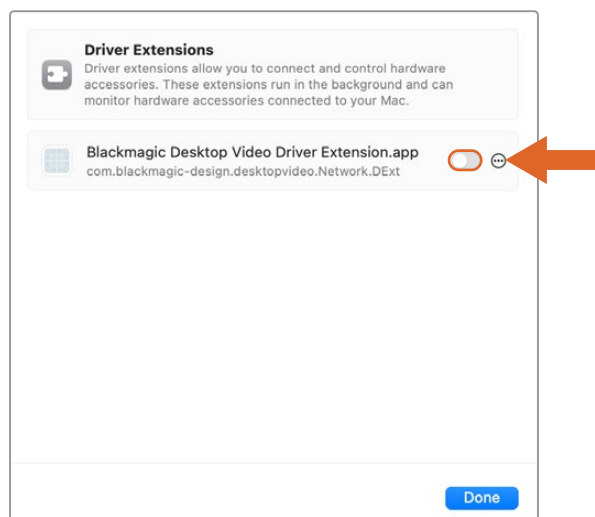 Driver Extensions
Driver extensions allow you to connect and control hardware
accessories. These extensions run in the background and can
monitor hardware accessories connected to your Mac.
Blackmagic Desktop Video Driver Extension.app
com.blackmagic-design.desktopvideo.Network.DExt
Done